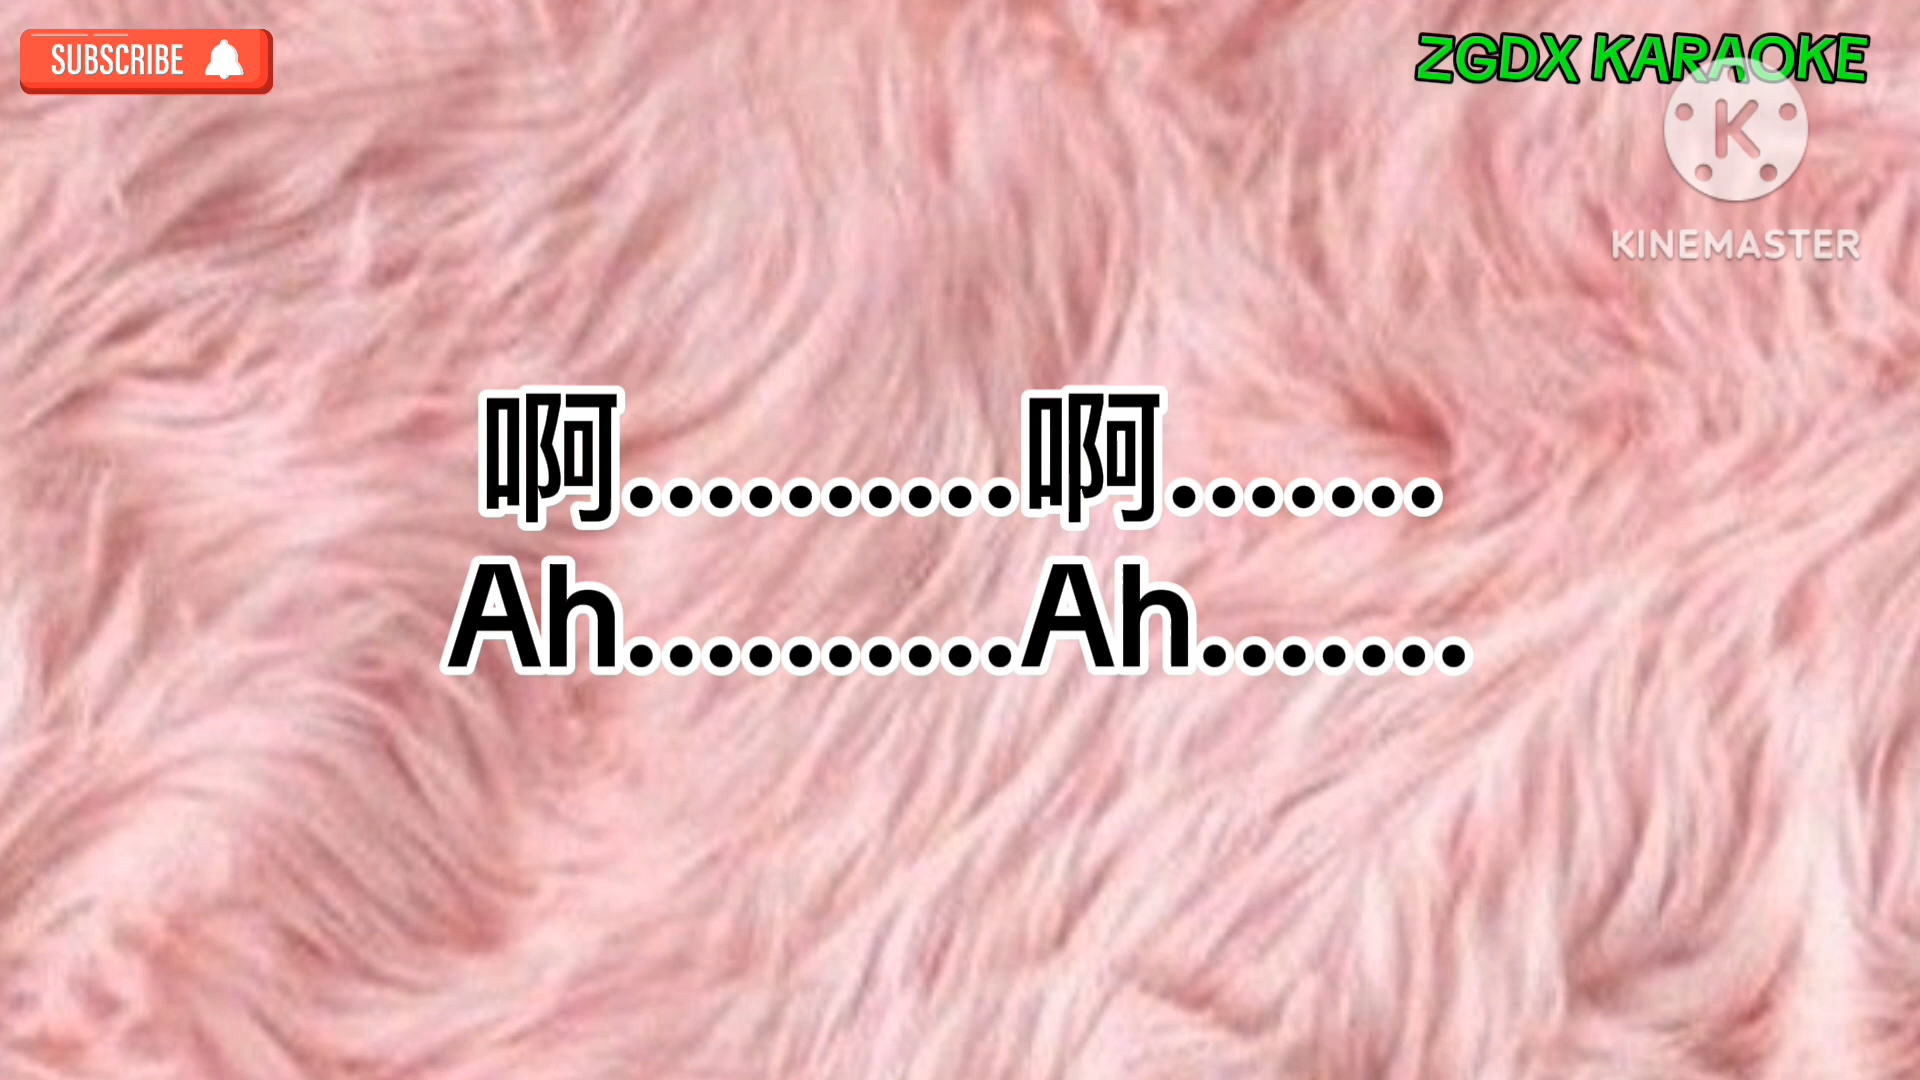 SUBSCRIBE
ZGDX KARAOKE
K
KINEMASTER
啊..........啊.......
Ah..........Ah.......